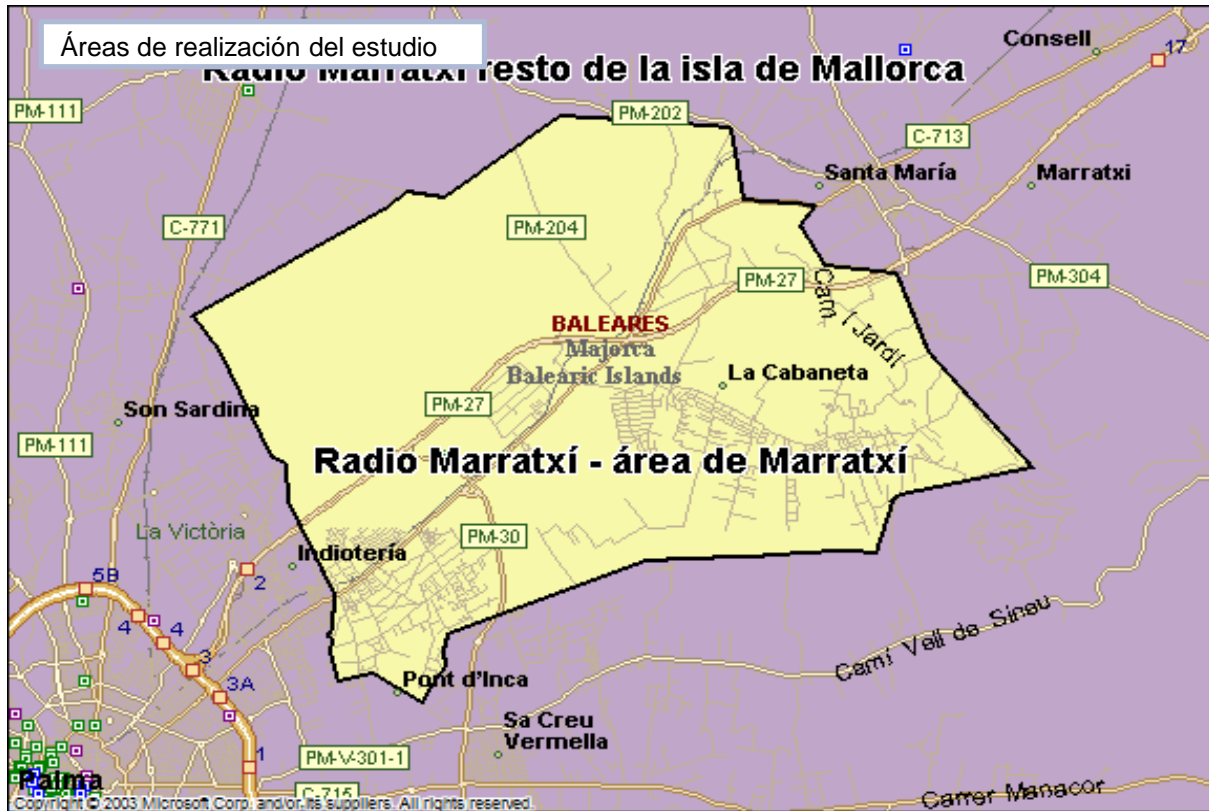 Áreas de realización del estudio
Radio Marratxí resto de la isla de Mallorca
Consell
17
PM-111
PM-202
C-713
Santa María
Marratxi
C-771
PM-204
PM-27
PM-304
Cam
i Jardí
BALEARES
Majorca
Balearic Islands
La Cabaneta
Son Sardina
PM-27
PM-111
Radio Marratxí - área de Marratxí
La Victòria
PM-30
Indiotería
2
5B
4
4
3
3A
Camí Vell de Sineu
Pont d'Inca
Sa Creu
Vermella
1
PM-V-301-1
Palma
C-715
Carrer Manacor
Copyright © 2003 Microsoft Corp. and/or its suppliers. All rights reserved.